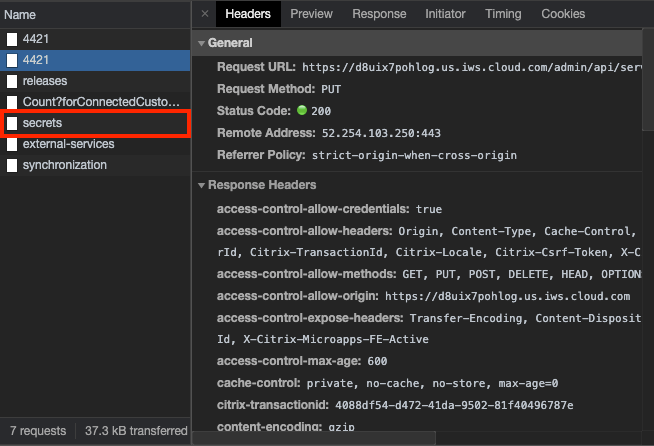 Name
× Headers Preview Response Initiator Timing Cookies
4421
4421
releases
Count?forConnectedCusto…
secrets
external-services
synchronization
7 requests 37.3 kB transferred
▼ General
Request URL: https://d8uix7pohlog.us.iws.cloud.com/admin/api/ser
Request Method: PUT
Status Code: 200
Remote Address: 52.254.103.250:443
Referrer Policy: strict-origin-when-cross-origin
▼ Response Headers
access-control-allow-credentials: true
access-control-allow-headers: Origin, Content-Type, Cache-Control,
rId, Citrix-TransactionId, Citrix-Locale, Citrix-Csrf-Token, X-C
access-control-allow-methods: GET, PUT, POST, DELETE, HEAD, OPTION
access-control-allow-origin: https://d8uix7pohlog.us.iws.cloud.com
access-control-expose-headers: Transfer-Encoding, Content-Disposit
Id, X-Citrix-Microapps-FE-Active
access-control-max-age: 600
cache-control: private, no-cache, no-store, max-age=0
citrix-transactionid: 4088df54-d472-41da-9502-81f40496787e
content-encoding: gzip